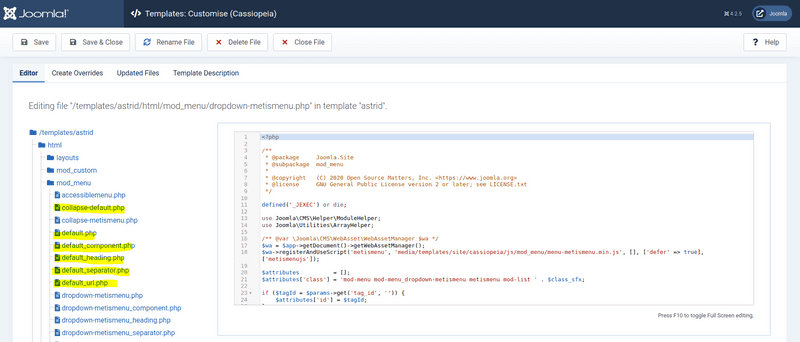 Joomla!® Templates: Customise (Cassiopeia) 4.2.5 Joomla
Save Save & Close Rename File Delete File Close File Help
Editor Create Overrides Updated Files Template Description
Editing file "/templates/astrid/html/mod_menu/dropdown-metismenu.php" in template "astrid".
/templates/astrid
html
layouts
mod_custom
mod_menu
accessiblemenu.php
collapse-default.php
collapse-metismenu.php
default.php
default_component.php
default_heading.php
default_separator.php
default_url.php
dropdown-metismenu.php
dropdown-metismenu_component.php
dropdown-metismenu_heading.php
dropdown-metismenu_separator.php
1 <?php
2
3 /**
4 * @package Joomla.Site
5 * @subpackage mod_menu
6 *
7 * @copyright (C) 2020 Open Source Matters, Inc. <https://www.joomla.org>
8 * @license GNU General Public License version 2 or later; see LICENSE.txt
9 */
10
11 defined('_JEXEC') or die;
12
13 use Joomla\CMS\Helper\ModuleHelper;
14 use Joomla\Utilities\ArrayHelper;
15
16 /** @var \Joomla\CMS\WebAsset\WebAssetManager $wa */
17 $wa = $app->getDocument()->getWebAssetManager();
18 $wa->registerAndUseScript('metismenu', 'media/templates/site/cassiopeia/js/mod_menu/menu-metismenu.min.js', [], ['defer' => true],
['metismenujs']);
19
20 $attributes = [];
21 $attributes['class'] = 'mod-menu mod-menu_dropdown-metismenu metismenu mod-list ' . $class_sfx;
22
23 if ($tagId = $params->get('tag_id', '')) {
24 $attributes['id'] = $tagId;
Press F10 to toggle Full Screen editing.